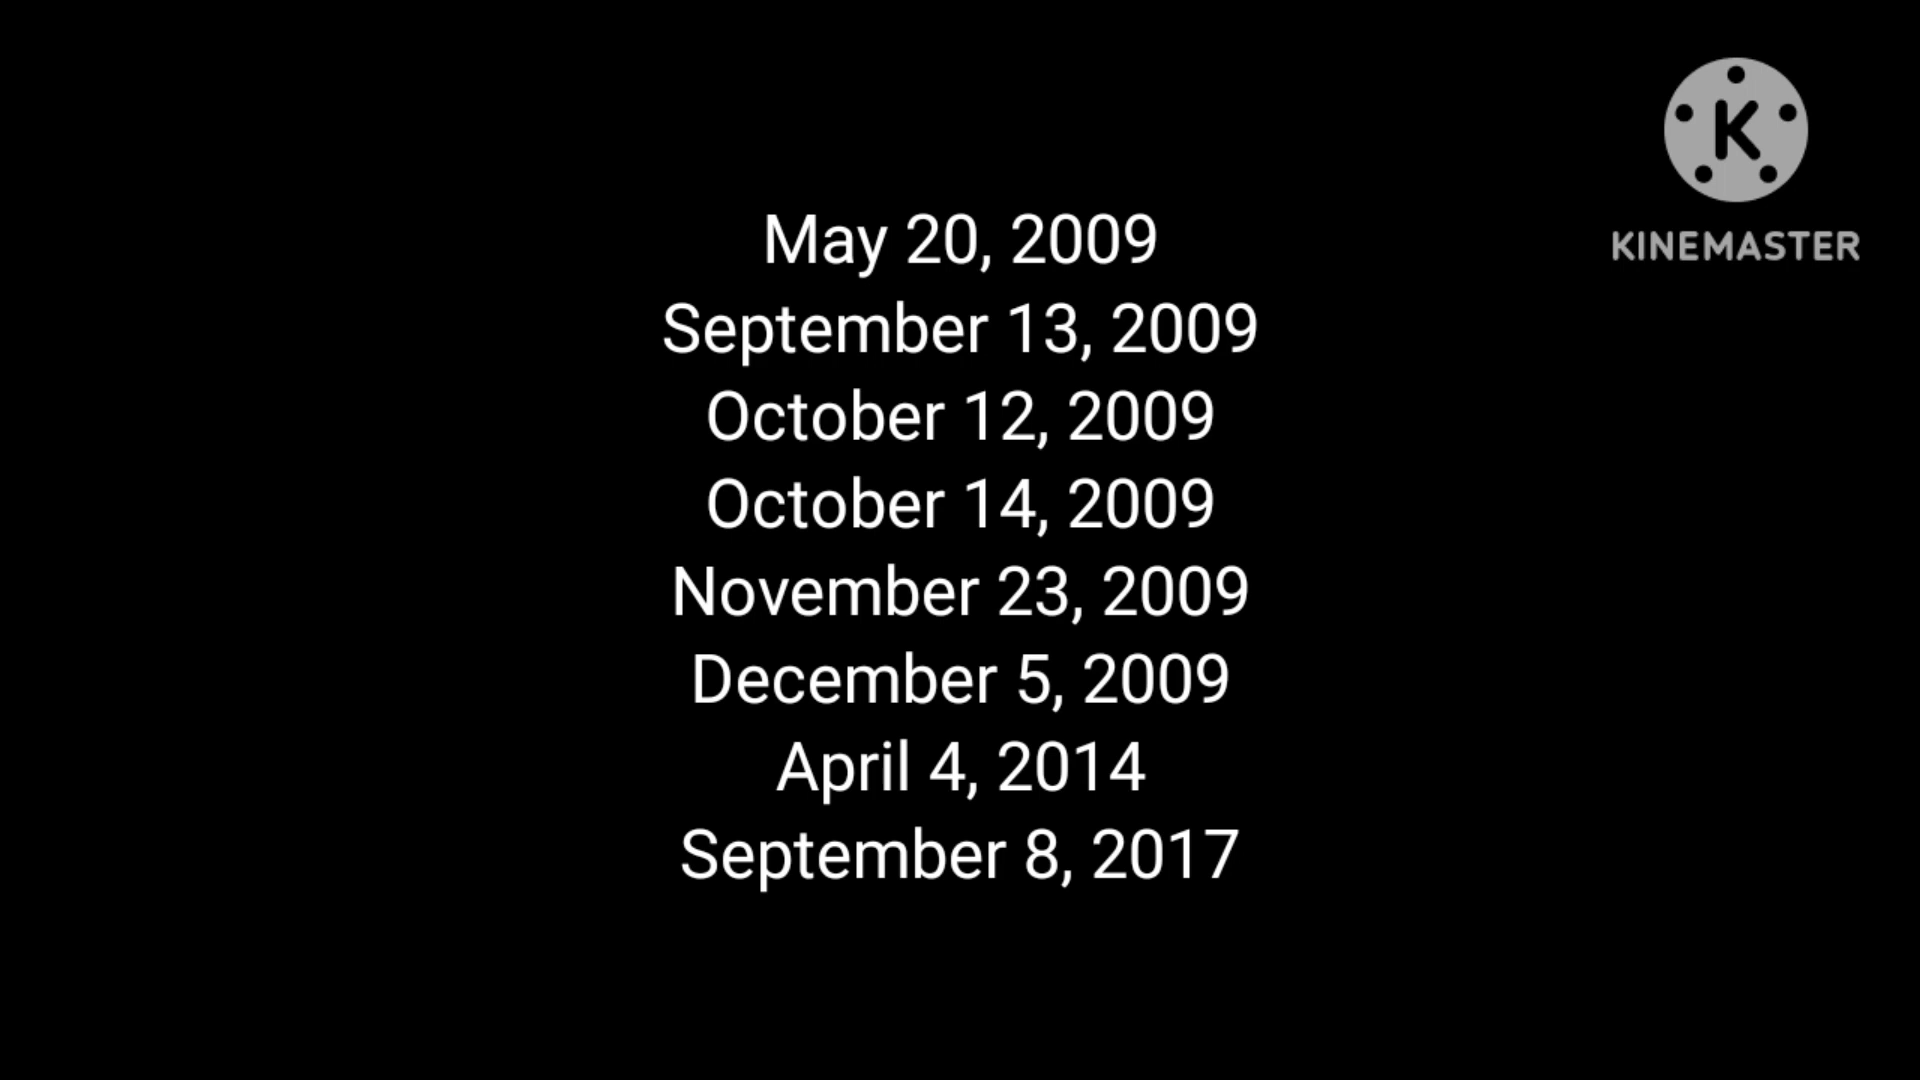 K
KINEMASTER
May 20, 2009
September 13, 2009
October 12, 2009
October 14, 2009
November 23, 2009
December 5, 2009
April 4, 2014
September 8, 2017